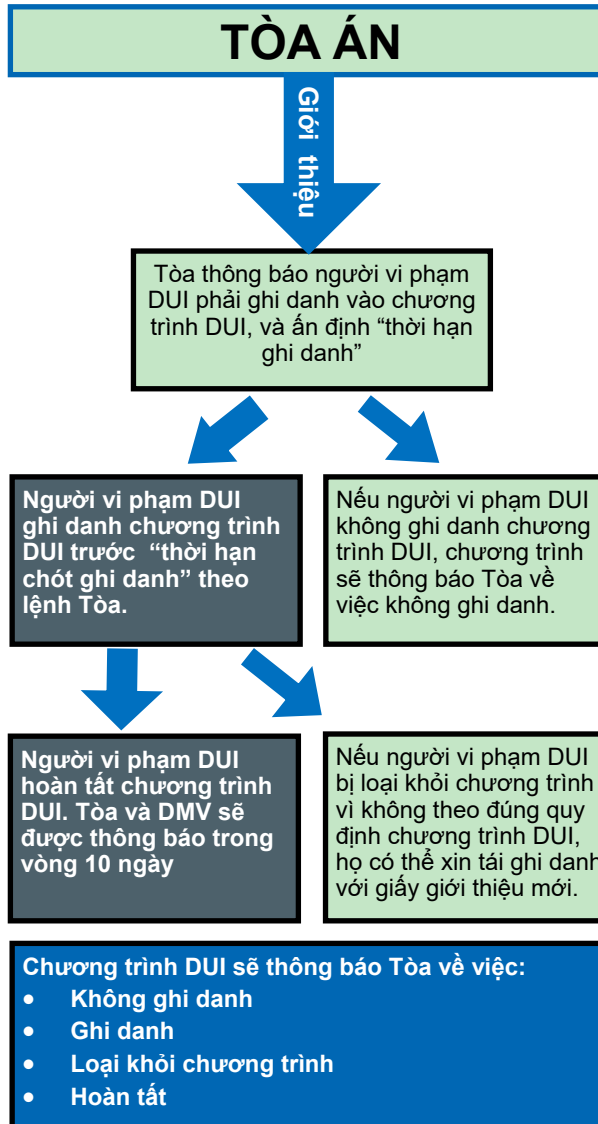 TÒA ÁN
Giới thiệu
Tòa thông báo người vi phạm
DUI phải ghi danh vào chương
trình DUI, và ấn định “thời hạn
ghi danh”
Người vi phạm DUI
ghi danh chương trình
DUI trước “thời hạn
chót ghi danh” theo
lệnh Tòa.
Nếu người vi phạm DUI
không ghi danh chương
trình DUI, chương trình
sẽ thông báo Tòa về
việc không ghi danh.
Người vi phạm DUI
hoàn tất chương trình
DUI. Tòa và DMV sẽ
được thông báo trong
vòng 10 ngày
Nếu người vi phạm DUI
bị loại khỏi chương trình
vì không theo đúng quy
định chương trình DUI,
họ có thể xin tái ghi danh
với giấy giới thiệu mới.
Chương trình DUI sẽ thông báo Tòa về việc:
• Không ghi danh
• Ghi danh
• Loại khỏi chương trình
• Hoàn tất